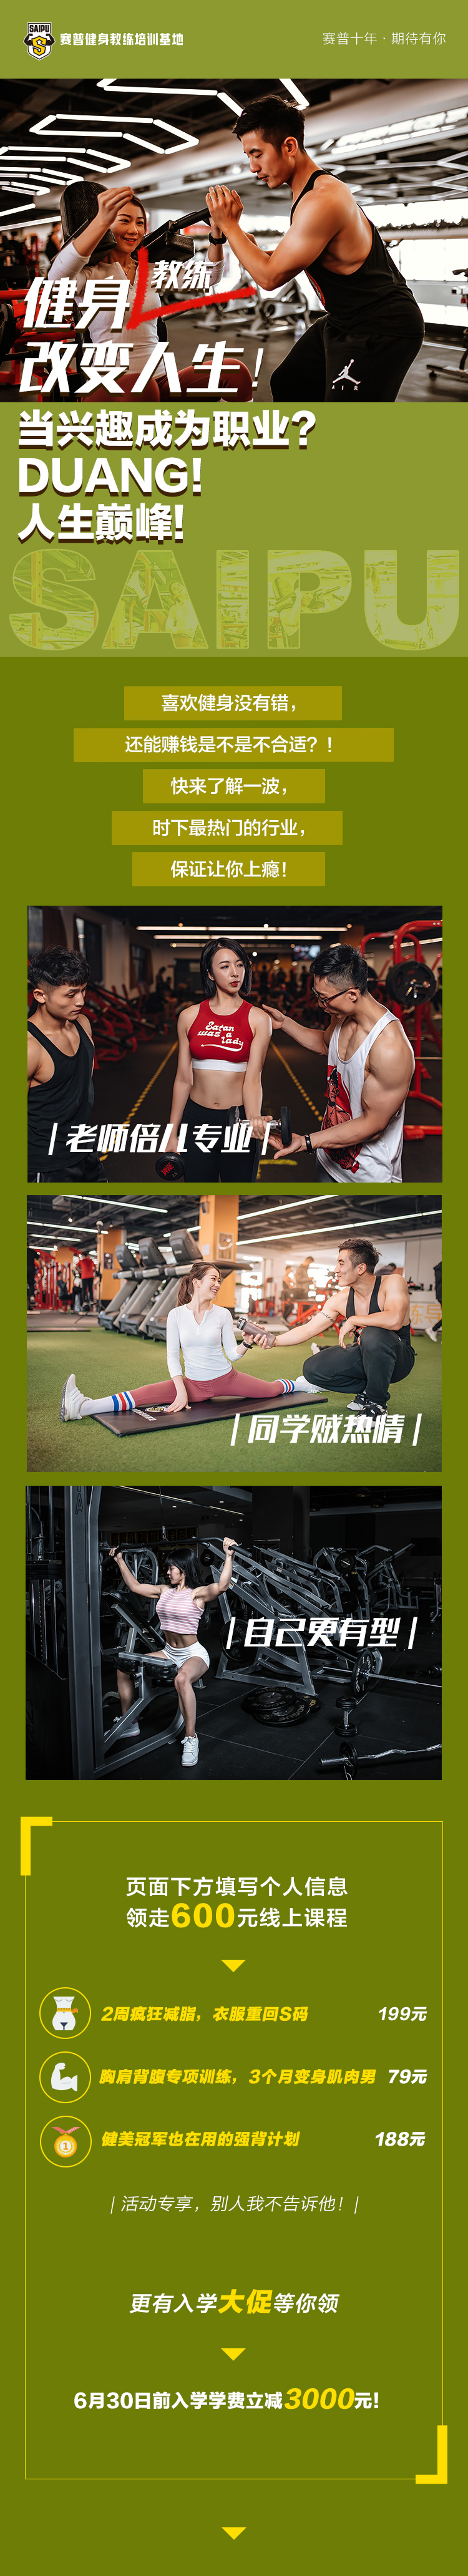 SAIPU
S
赛普健身教练培训基地
赛普十年·期待有你
健身教练
改变人生!
AIR
当兴趣成为职业?
DUANG!
人生巅峰!
SAIPU
喜欢健身没有错,
还能赚钱是不是不合适?!
快来了解一波,
时下最热门的行业,
保证让你上瘾!
Eatan
was a
lady
|老师倍儿专业|
|同学贼热情|
|自己更有型|
页面下方填写个人信息
领走600元线上课程
2周疯狂减脂,衣服重回S码 199元
胸肩背腹专项训练,3个月变身肌肉男 79元
1
健美冠军也在用的强背计划 188元
|活动专享,别人我不告诉他!|
更有入学大促等你领
6月30日前入学学费立减3000元!